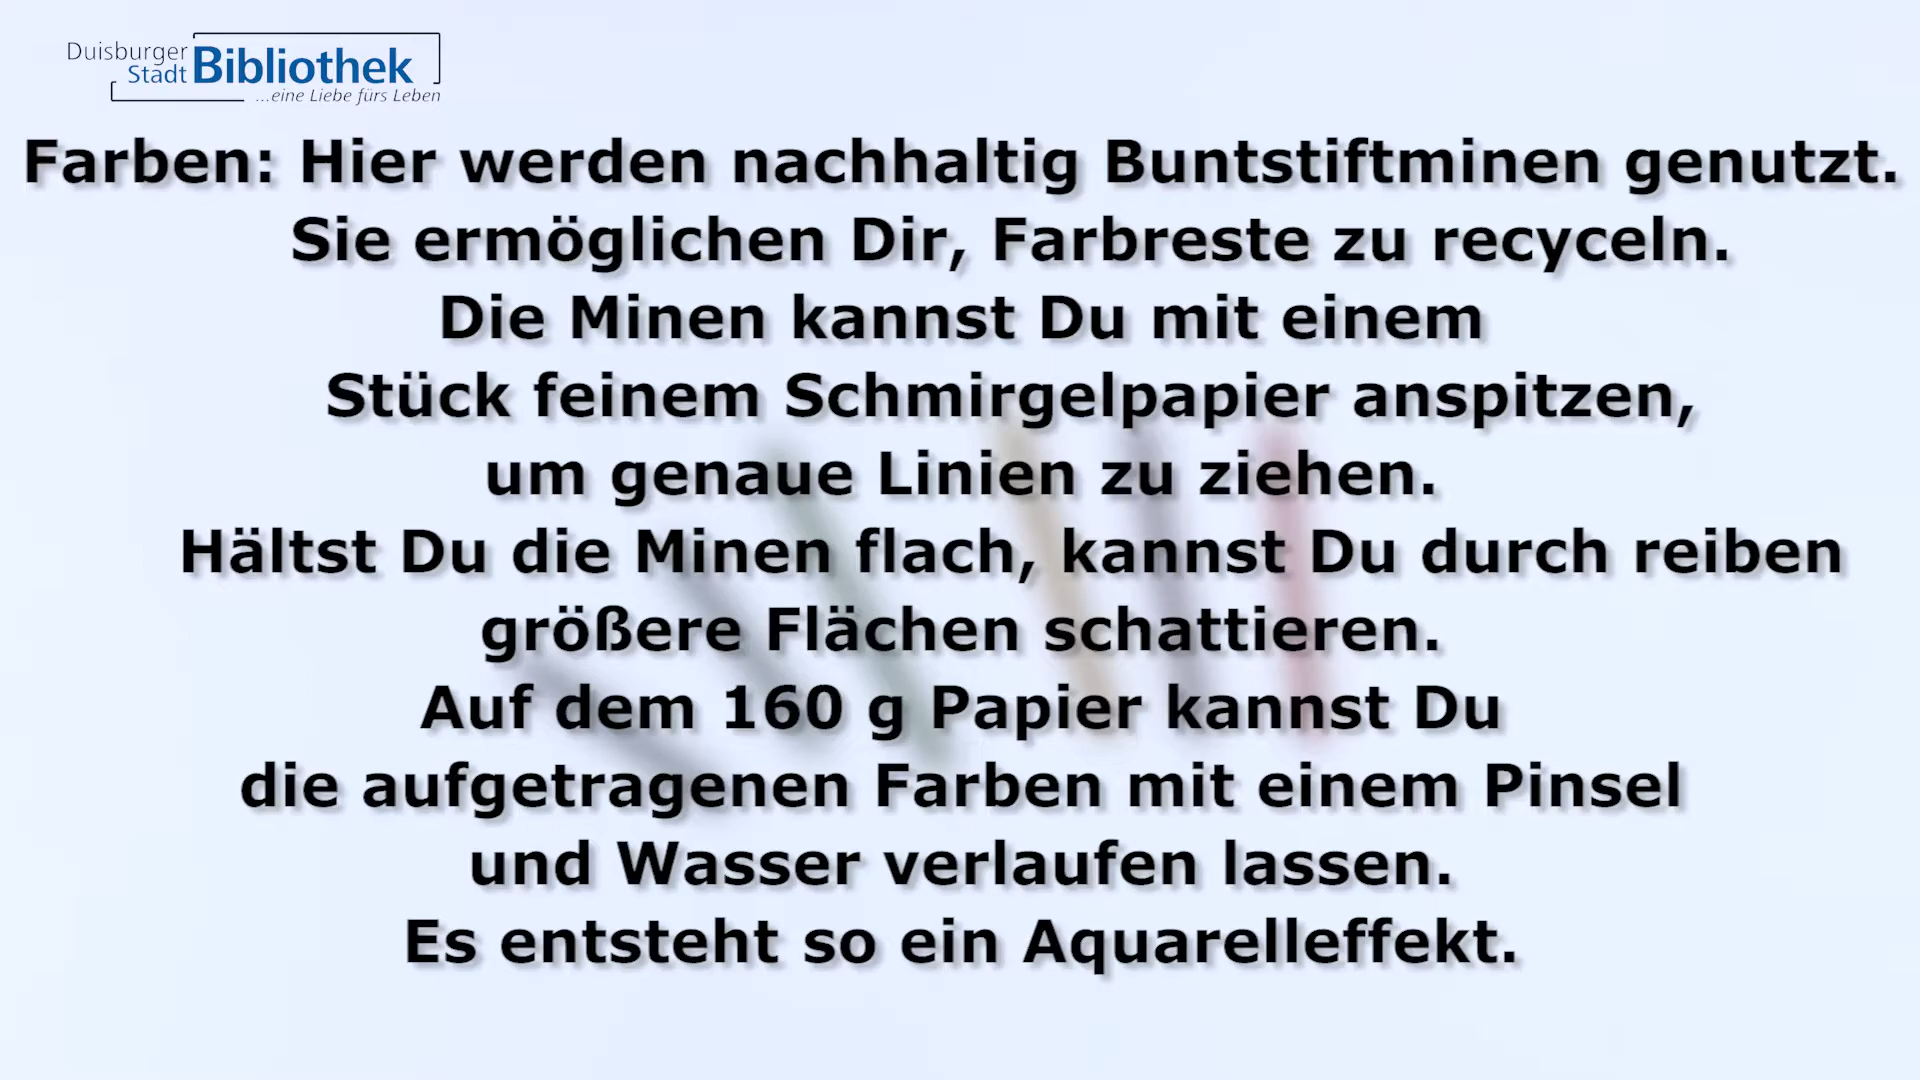 Duisburger
Stadt Bibliothek
...eine Liebe fürs Leben
Farben: Hier werden nachhaltig Buntstiftminen genutzt.
Sie ermöglichen Dir, Farbreste zu recyceln.
Die Minen kannst Du mit einem
Stück feinem Schmirgelpapier anspitzen,
um genaue Linien zu ziehen.
Hältst Du die Minen flach, kannst Du durch reiben
größere Flächen schattieren.
Auf dem 160 g Papier kannst Du
die aufgetragenen Farben mit einem Pinsel
und Wasser verlaufen lassen.
Es entsteht so ein Aquarelleffekt.